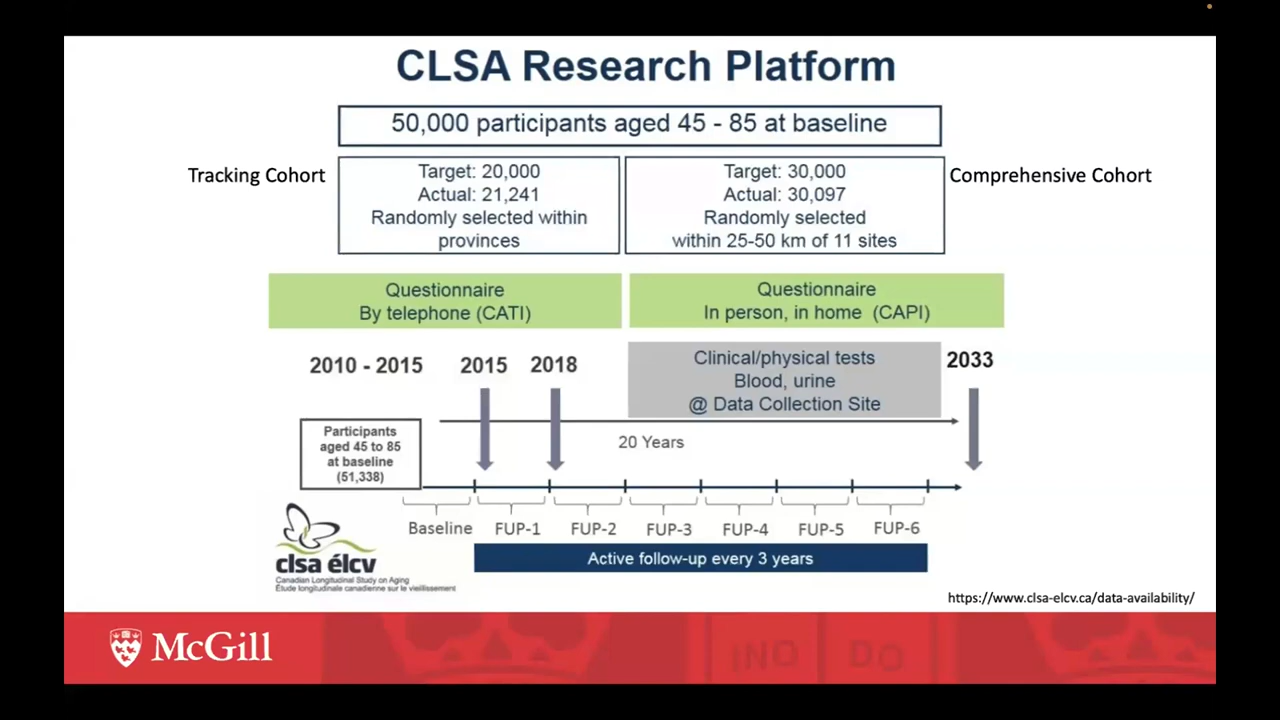 CLSA Research Platform
50,000 participants aged 45 - 85 at baseline
Tracking Cohort
Target: 20,000
Actual: 21,241
Randomly selected within
provinces
Target: 30,000
Actual: 30,097
Randomly selected
within 25-50 km of 11 sites
Comprehensive Cohort
Questionnaire
By telephone (CATI)
Questionnaire
In person, in home (CAPI)
2010 - 2015
2015
2018
Clinical/physical tests
Blood, urine
@ Data Collection Site
2033
Participants
aged 45 to 85
at baseline
(51,338)
20 Years
Baseline
FUP-1
FUP-2
FUP-3
FUP-4
FUP-5
FUP-6
Active follow-up every 3 years
clsa élcv
Canadian Longitudinal Study on Aging
Étude longitudinale canadienne sur le vieillissement
https://www.clsa-elcv.ca/data-availability/
McGill
IN DO